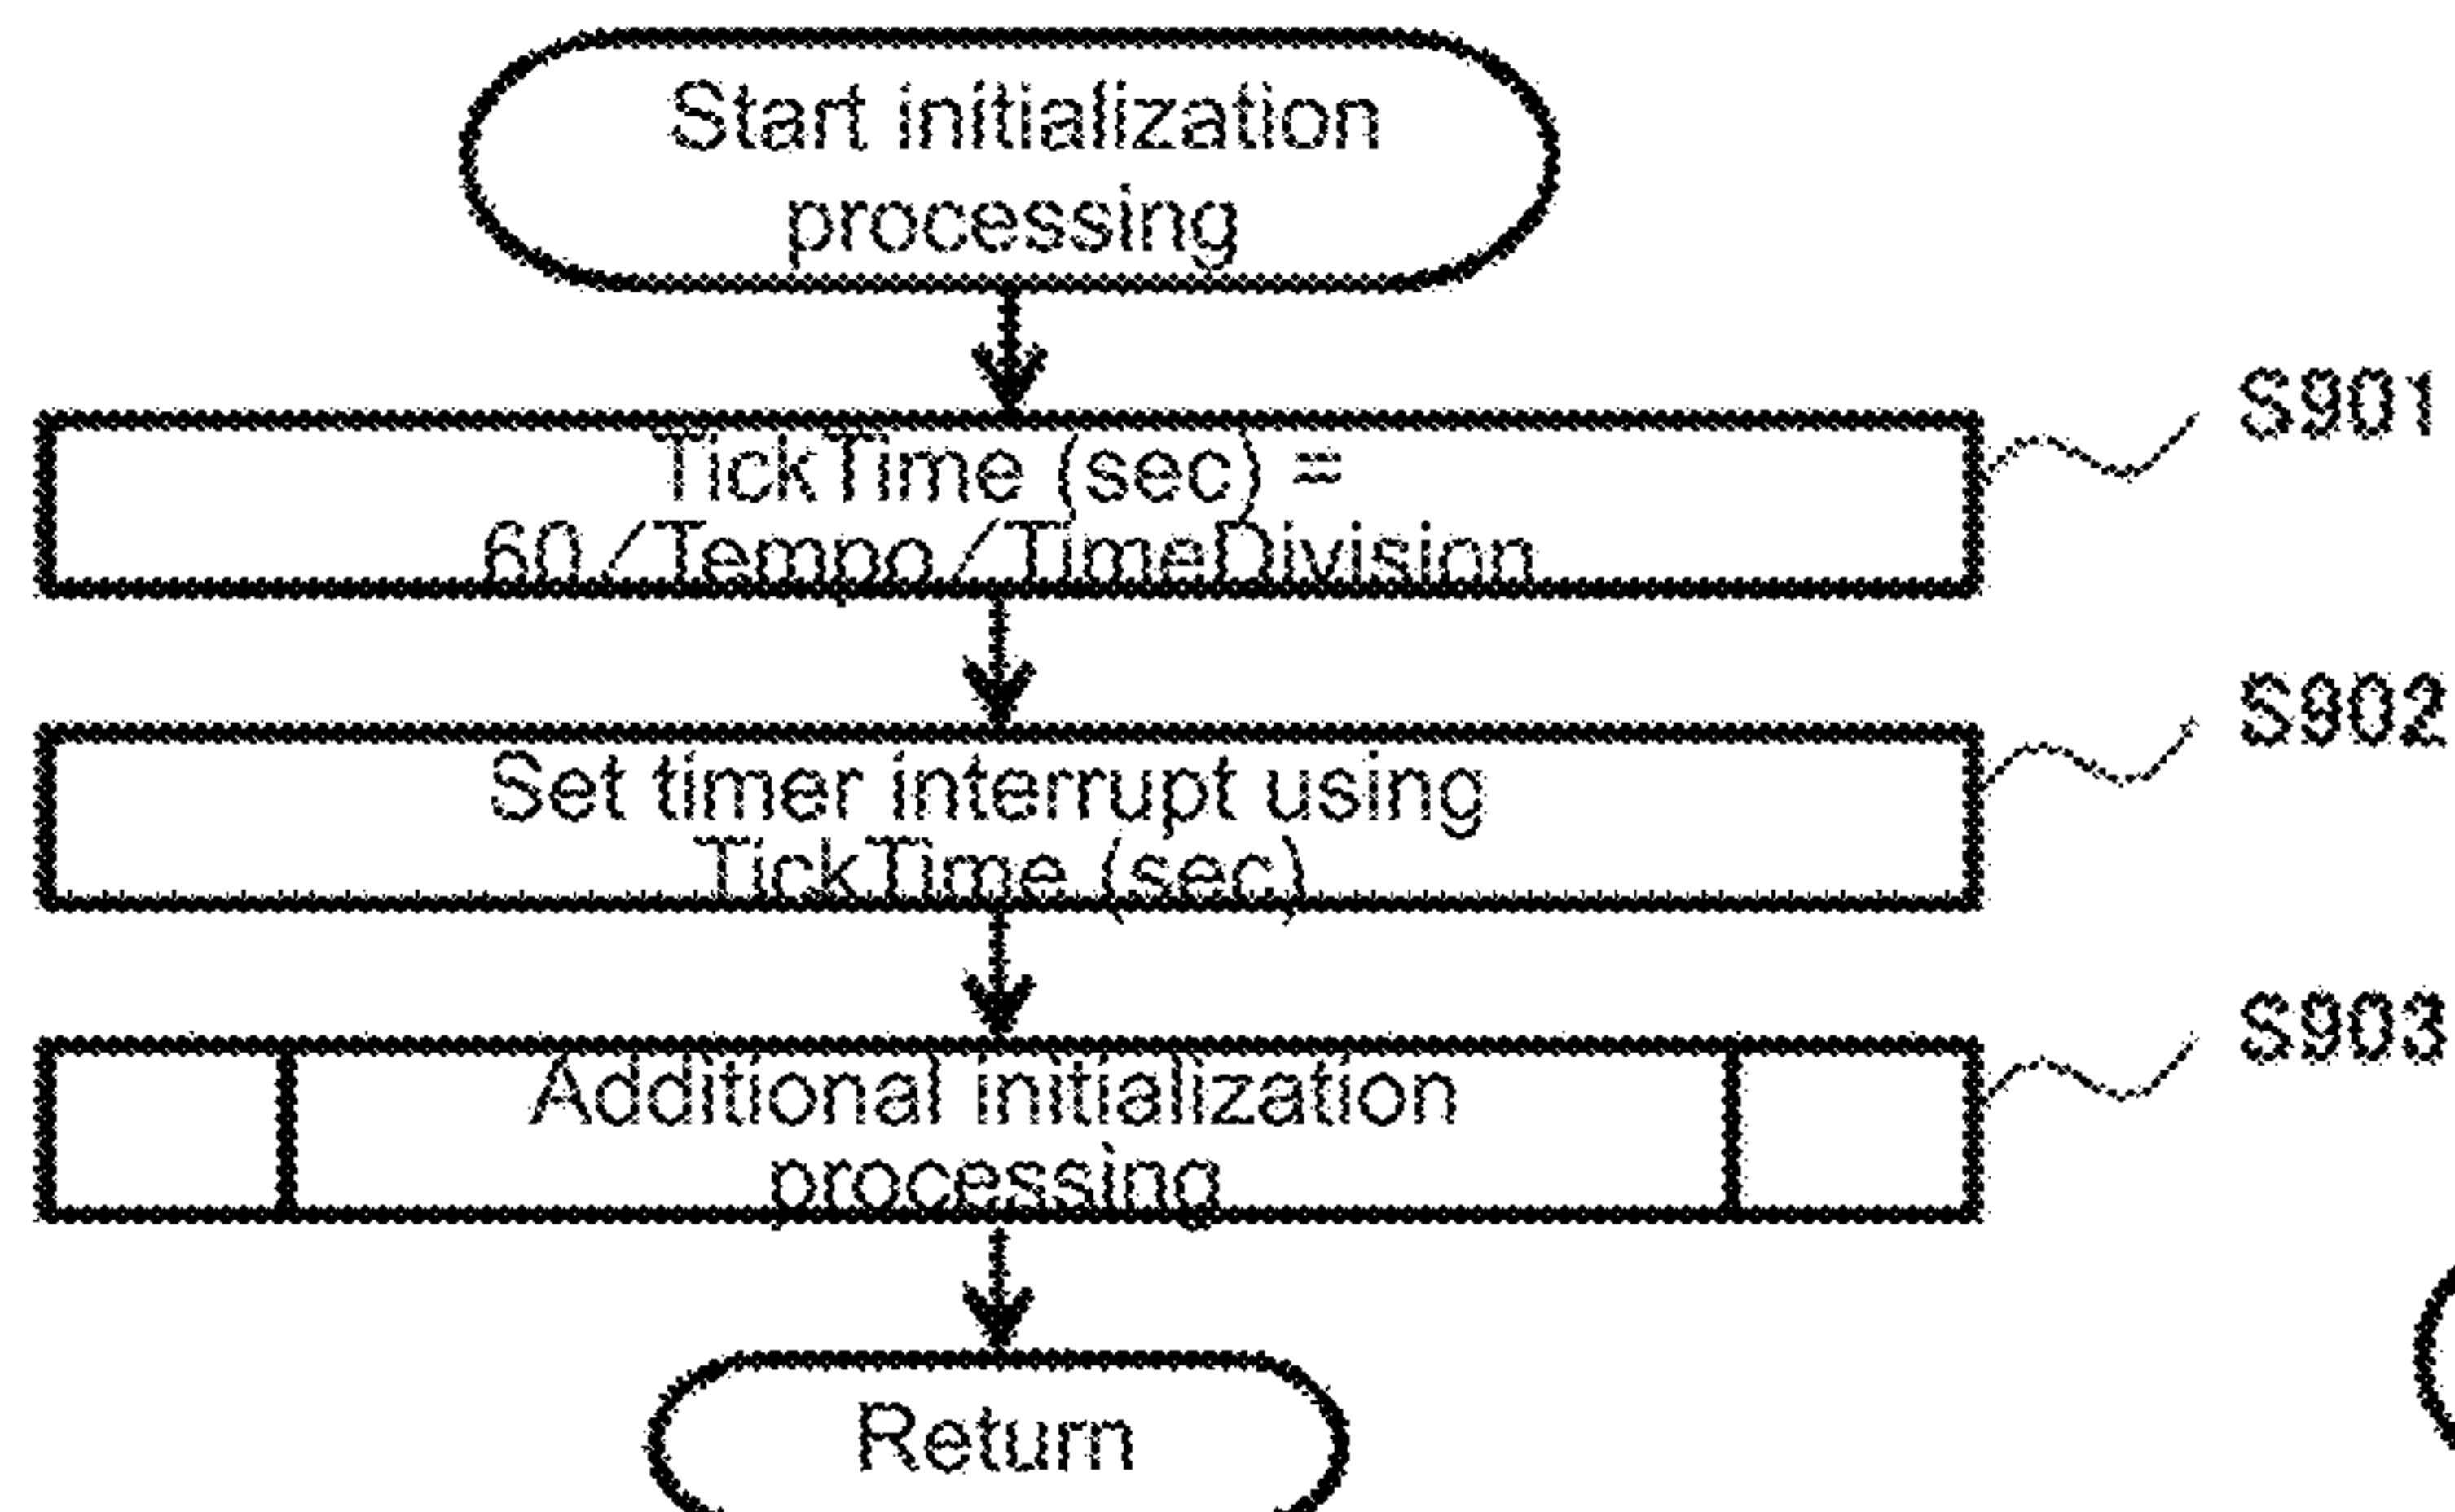 Start initialization
processing
S901
TickTime (sec) =
60/Tempo/TimeDivision
S902
Set timer interrupt using
TickTime (sec)
S903
Additional initialization
processing
Return